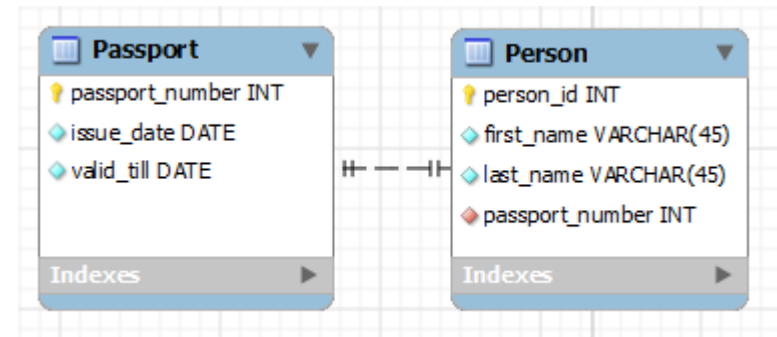 Passport
passport_number INT
issue_date DATE
valid_till DATE
Indexes
Person
person_id INT
first_name VARCHAR(45)
last_name VARCHAR(45)
passport_number INT
Indexes